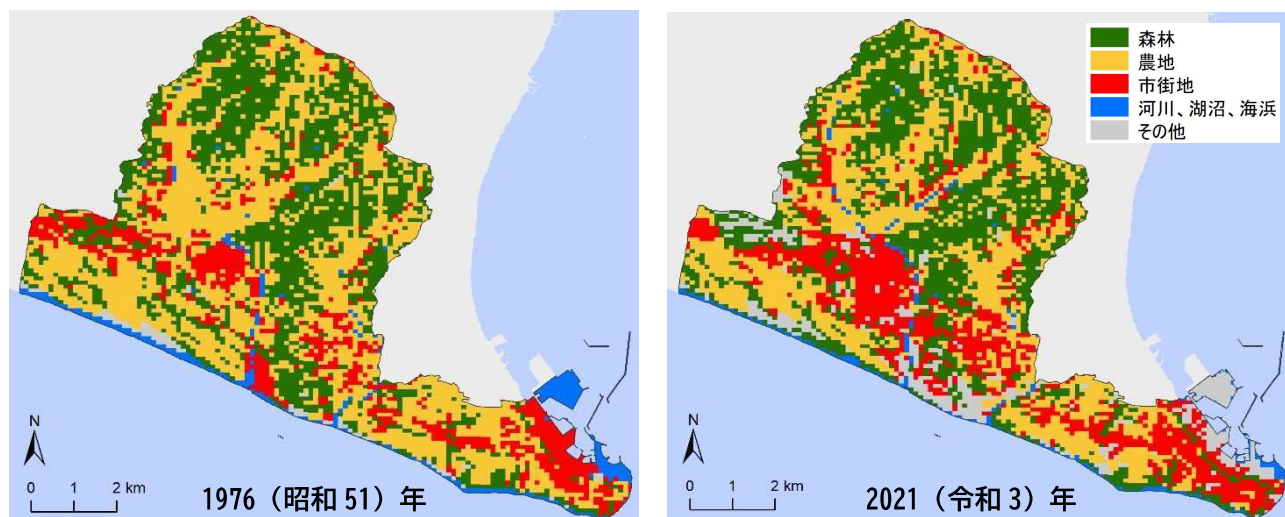 N
0 1 2 km
1976（昭和 51）年
森林
農地
市街地
河川、湖沼、海浜
その他
N
0 1 2 km
2021（令和 3）年